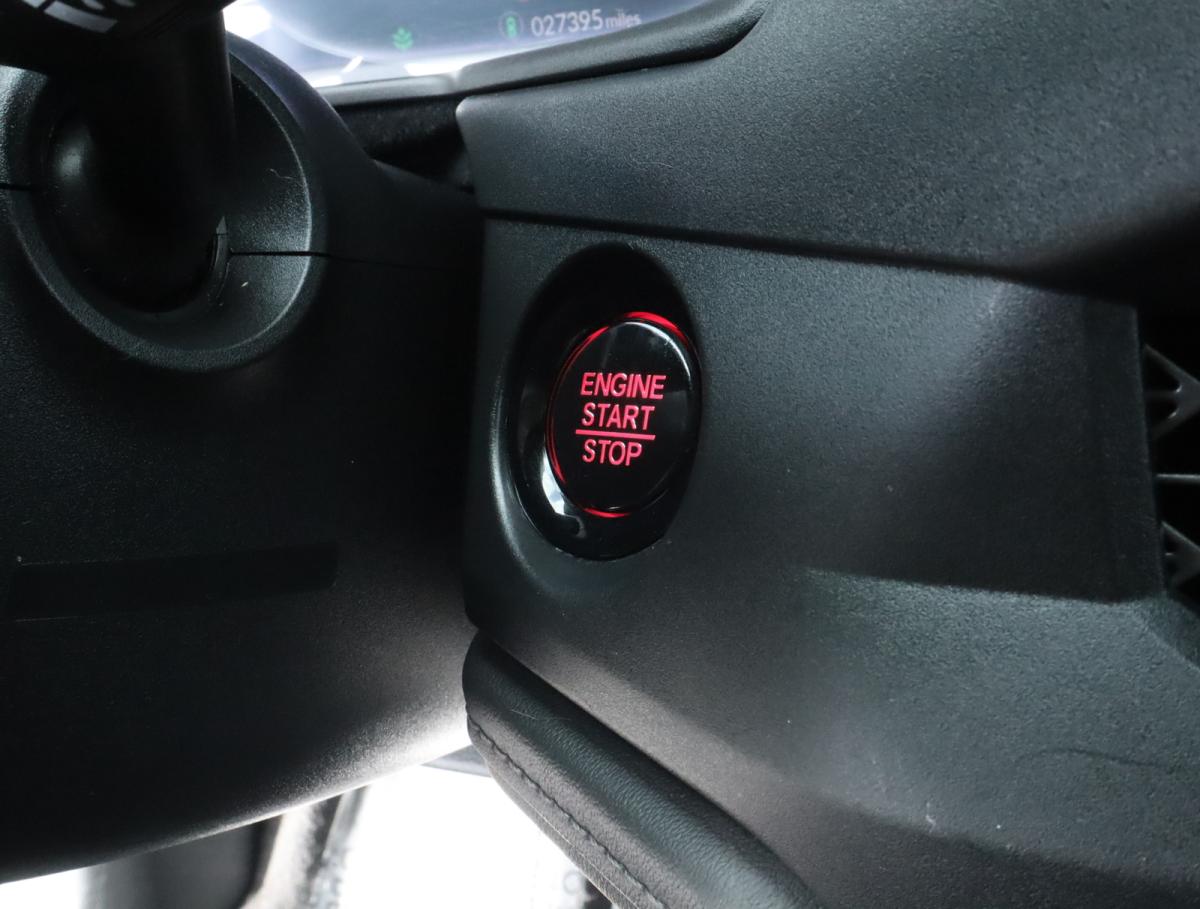 027395 miles
ENGINE
START
STOP